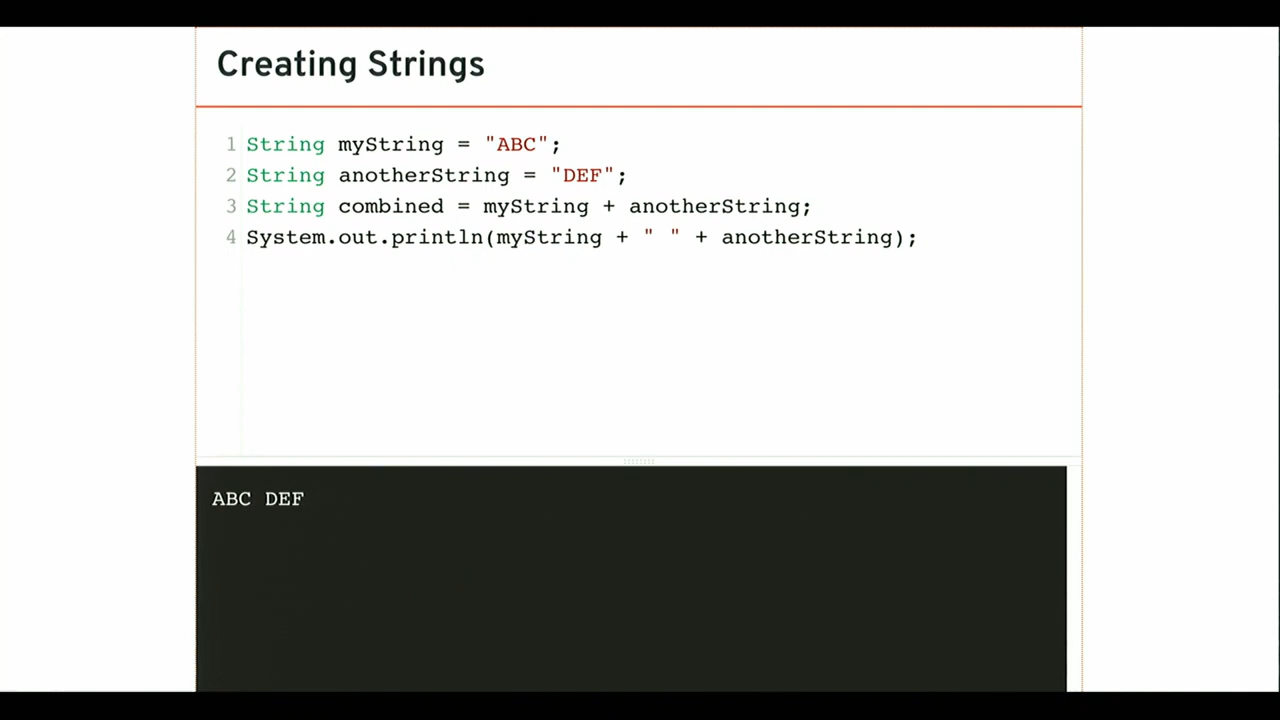 Creating Strings
1 String myString = "ABC";
2 String anotherString = "DEF";
3 String combined = myString + anotherString;
4 System.out.println(myString + " " + anotherString);
ABC DEF